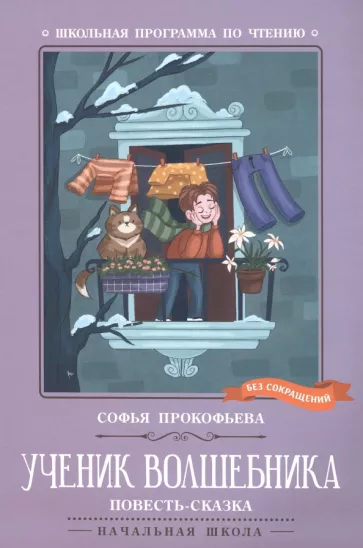 ШКОЛЬНАЯ ПРОГРАММА ПО ЧТЕНИЮ
БЕЗ СОКРАЩЕНИЙ
СОФЬЯ ПРОКОФЬЕВА
УЧЕНИК ВОЛШЕБНИКА
ПОВЕСТЬ-СКАЗКА
НАЧАЛЬНАЯ ШКОЛА